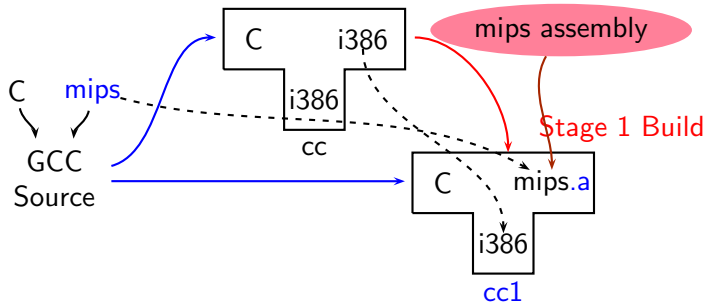 mips assembly
C i386
i386
cc
C mips
GCC
Source
Stage 1 Build
C mips.a
i386
cc1